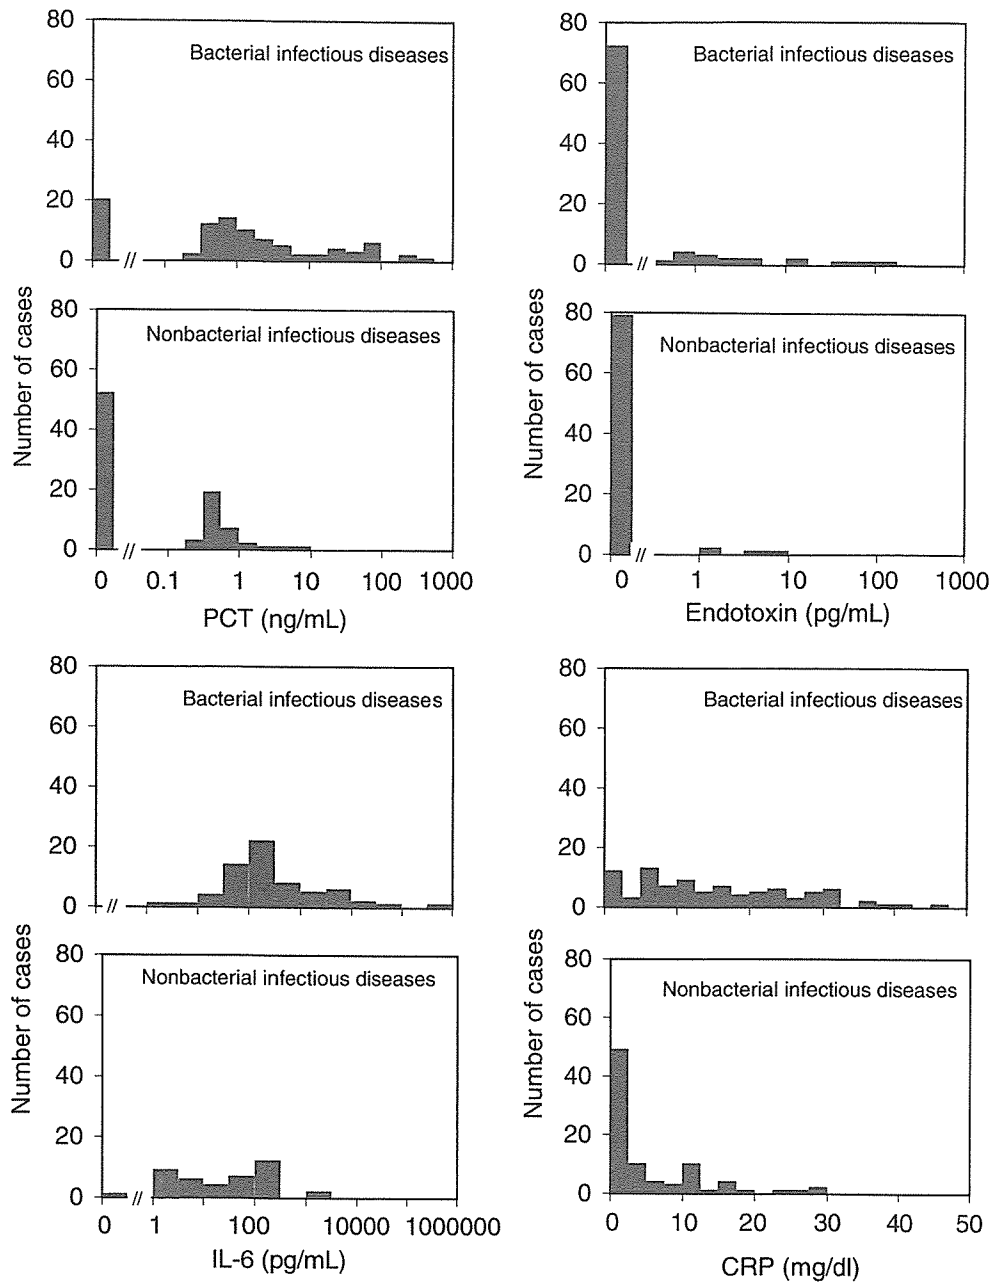 80
Bacterial infectious diseases
60
40
20
0
//
80
Bacterial infectious diseases
60
40
20
0
//
Number of cases
80
Nonbacterial infectious diseases
60
40
20
0
//
0 0.1 1 10 100 1000
PCT (ng/mL)
Number of cases
80
Nonbacterial infectious diseases
60
40
20
0
//
0 1 10 100 1000
Endotoxin (pg/mL)
80
Bacterial infectious diseases
60
40
20
0
//
80
Bacterial infectious diseases
60
40
20
0
Number of cases
80
Nonbacterial infectious diseases
60
40
20
0
//
0 1 100 10000 1000000
IL-6 (pg/mL)
Number of cases
80
Nonbacterial infectious diseases
60
40
20
0
0 10 20 30 40 50
CRP (mg/dl)